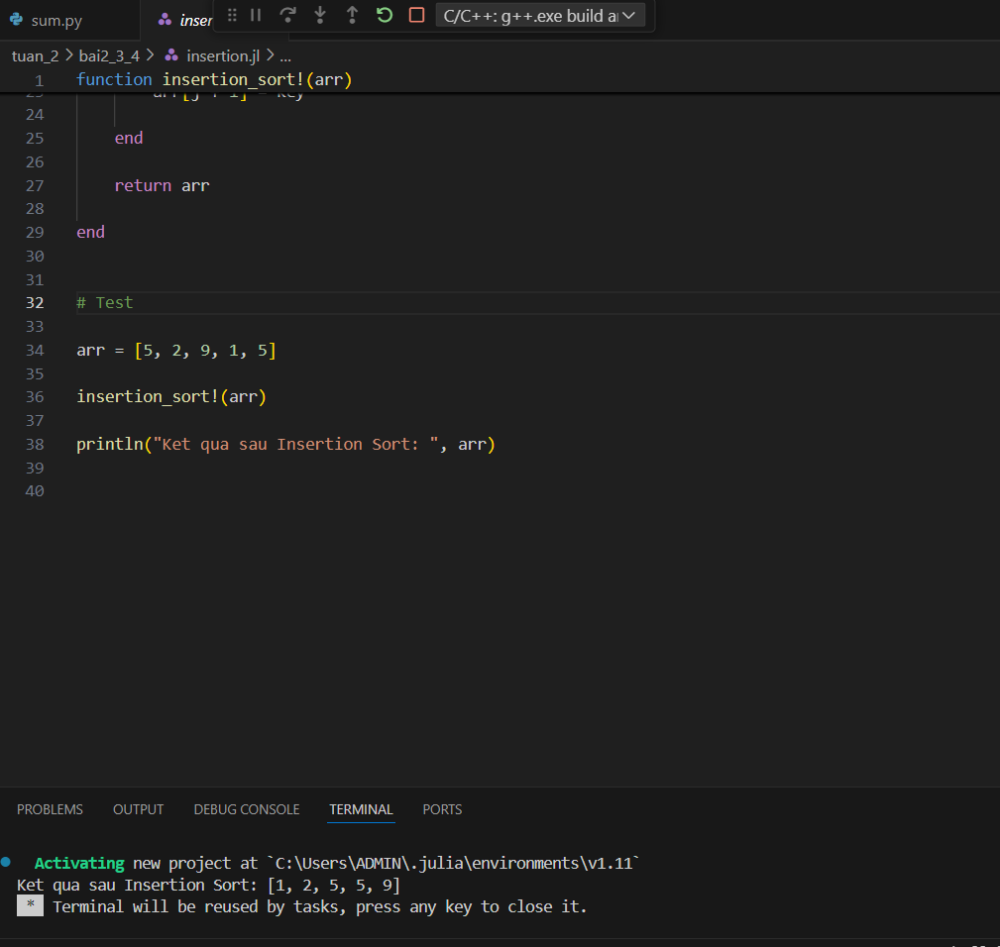 sum.py
inser
C/C++: g++.exe build a
tuan_2 > bai2_3_4 > insertion.jl > ...
1 function insertion_sort!(arr)
23 arr[j + 1] = key
24
25 end
26
27 return arr
28
29 end
30
31
32 # Test
33
34 arr = [5, 2, 9, 1, 5]
35
36 insertion_sort!(arr)
37
38 println("Ket qua sau Insertion Sort: ", arr)
39
40
PROBLEMS OUTPUT DEBUG CONSOLE TERMINAL PORTS
Activating new project at `C:\Users\ADMIN\.julia\environments\v1.11`
Ket qua sau Insertion Sort: [1, 2, 5, 5, 9]
* Terminal will be reused by tasks, press any key to close it.